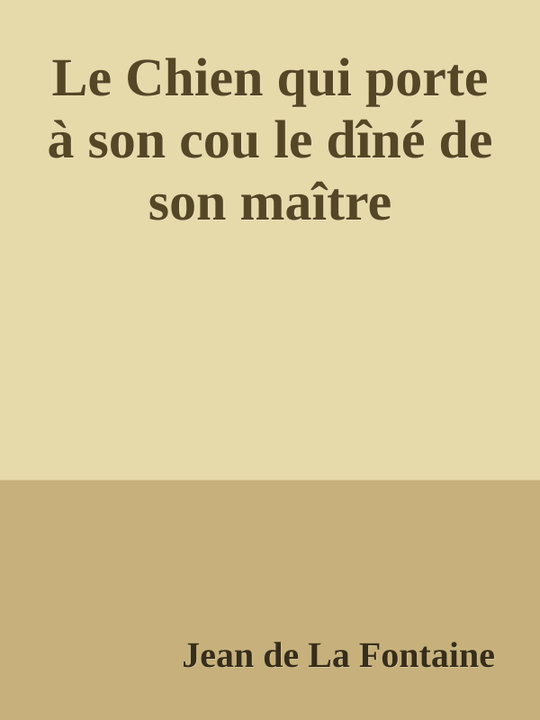 Le Chien qui porte
à son cou le dîné de
son maître
Jean de La Fontaine